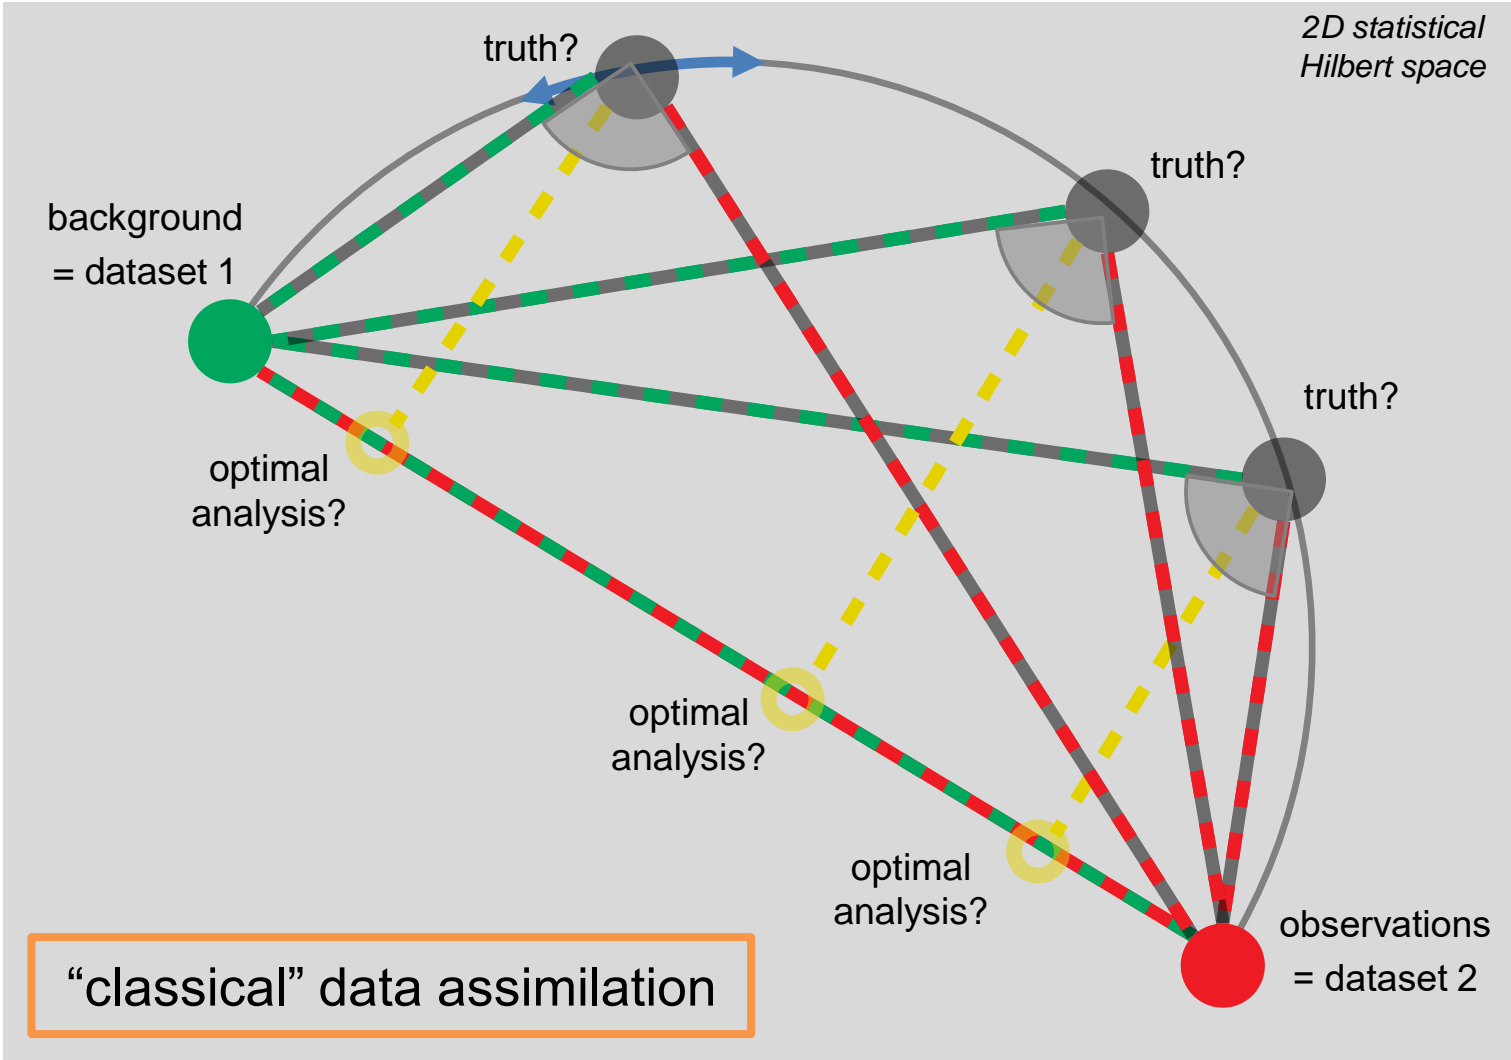 2D statistical
Hilbert space
truth?
truth?
background
= dataset 1
truth?
optimal
analysis?
optimal
analysis?
optimal
analysis?
observations
= dataset 2
“classical” data assimilation